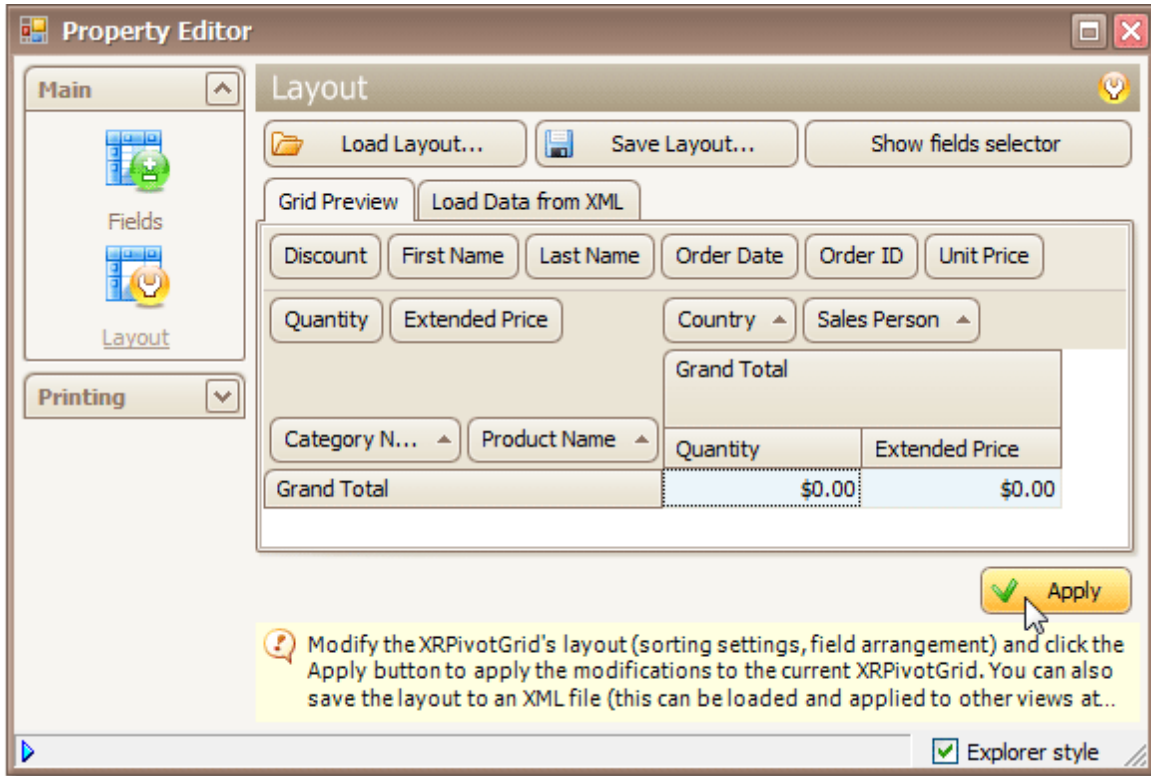 Property Editor
Main
Fields
Layout
Printing
Layout
Load Layout... Save Layout... Show fields selector
Grid Preview Load Data from XML
Discount First Name Last Name Order Date Order ID Unit Price
Quantity Extended Price Country Sales Person
Grand Total
Category N... Product Name Quantity Extended Price
Grand Total $0.00 $0.00
Apply
Modify the XRPivotGrid's layout (sorting settings, field arrangement) and click the
Apply button to apply the modifications to the current XRPivotGrid. You can also
save the layout to an XML file (this can be loaded and applied to other views at...
Explorer style